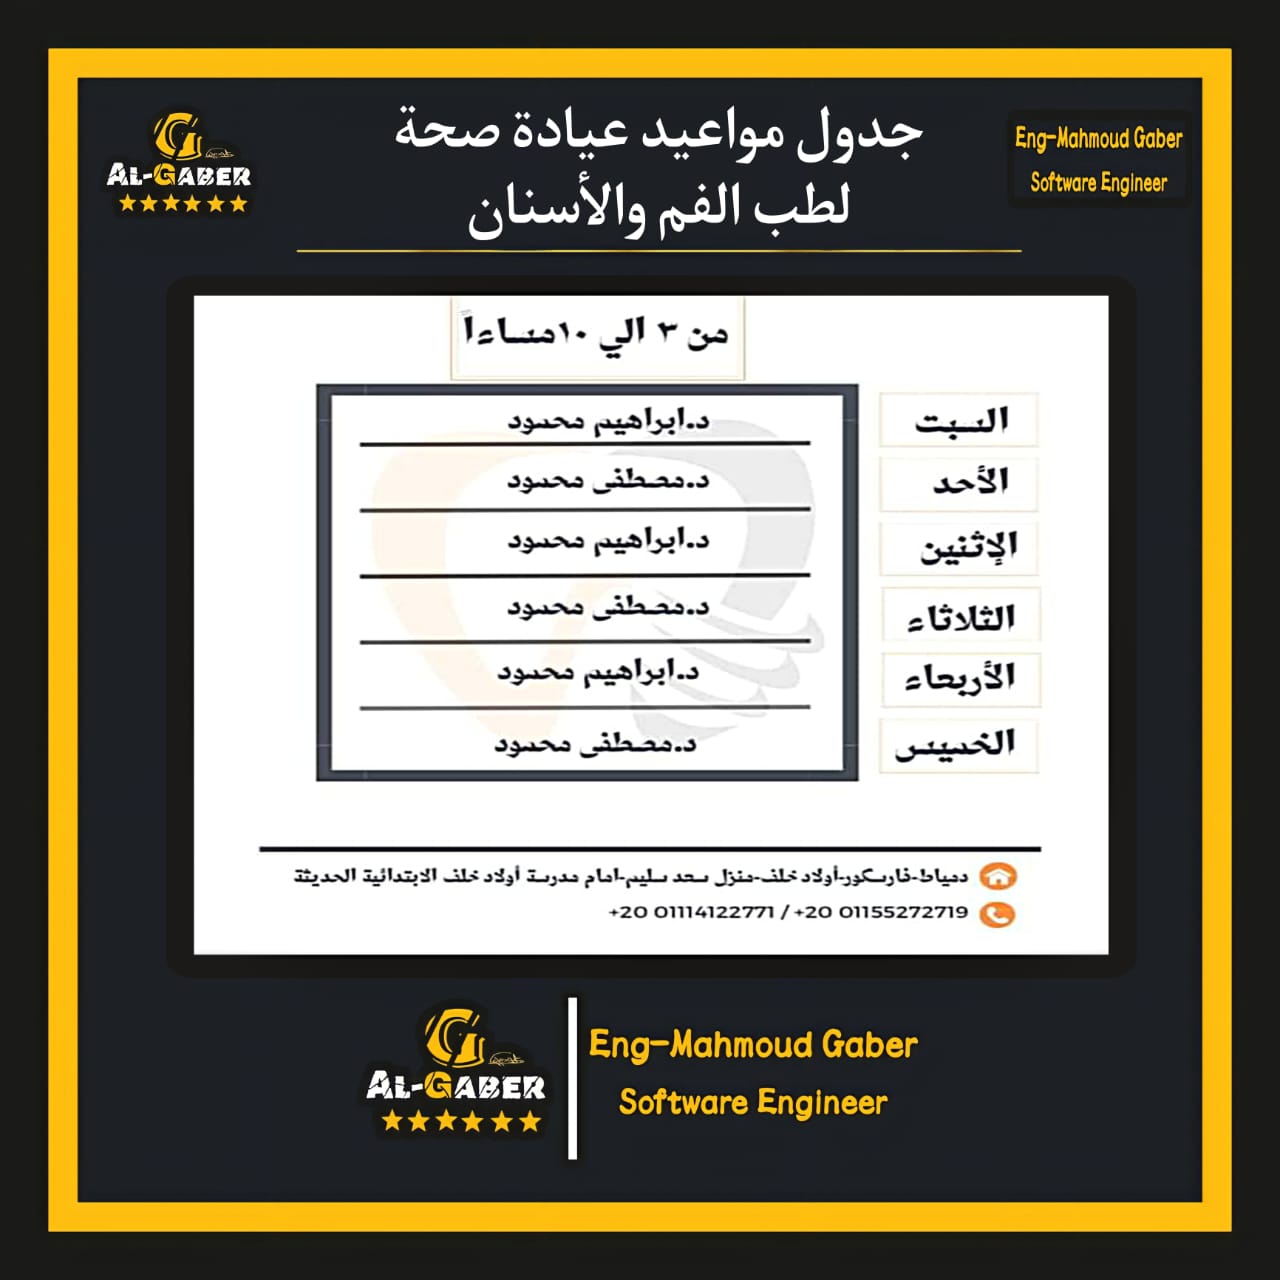 جدول مواعيد عيادة صحة
لطب الفم والأسنان
Eng-Mahmoud Gaber
Software Engineer
AL-GABER
من ٣ الي ١٠مساءاً
السبت
د.ابراهيم محمود
الأحد
د.مصطفى محمود
الإثنين
د.ابراهيم محمود
الثلاثاء
د.مصطفى محمود
الأربعاء
د.ابراهيم محمود
الخميس
د.مصطفى محمود
دمياط-فارسكور-أولاد خلف-منزل سعد سليم-امام مدرسة أولاد خلف الابتدائية الحديثة
+20 01114122771 / +20 01155272719
AL-GABER
Eng-Mahmoud Gaber
Software Engineer